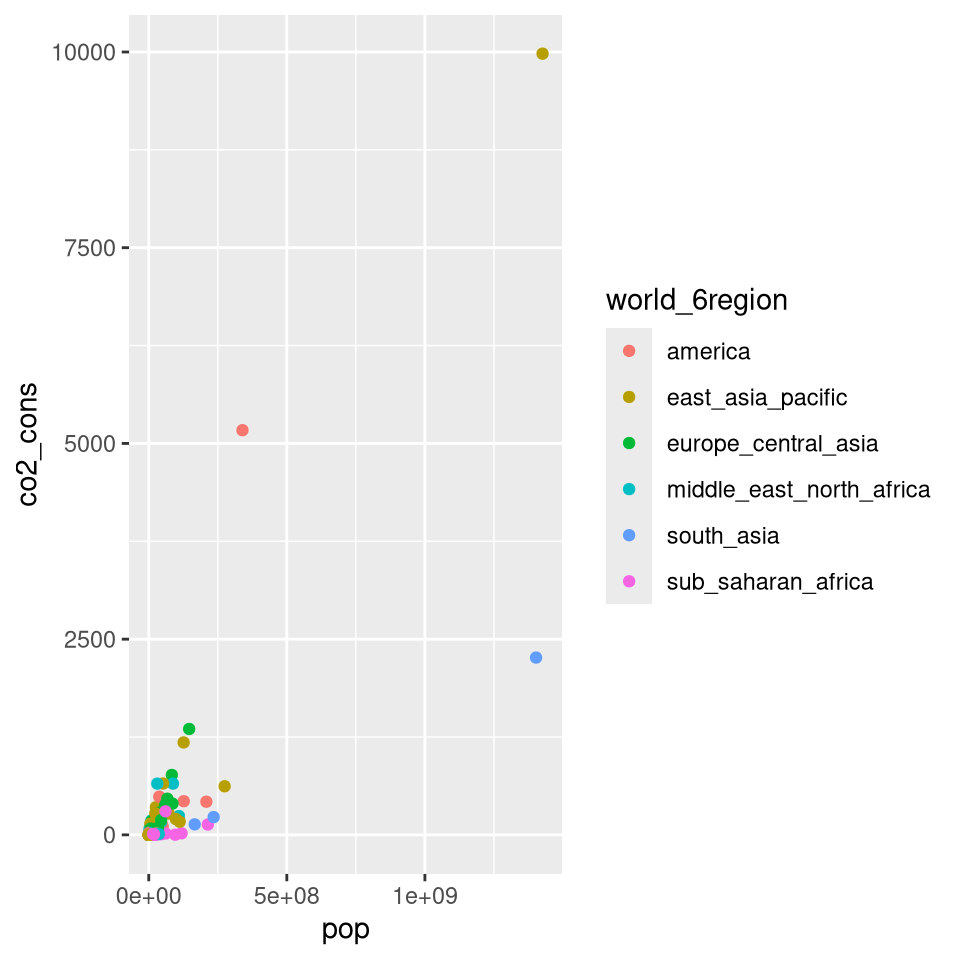 10000
7500
5000
2500
0
co2_cons
0e+00 5e+08 1e+09
pop
world_6region
america
east_asia_pacific
europe_central_asia
middle_east_north_africa
south_asia
sub_saharan_africa